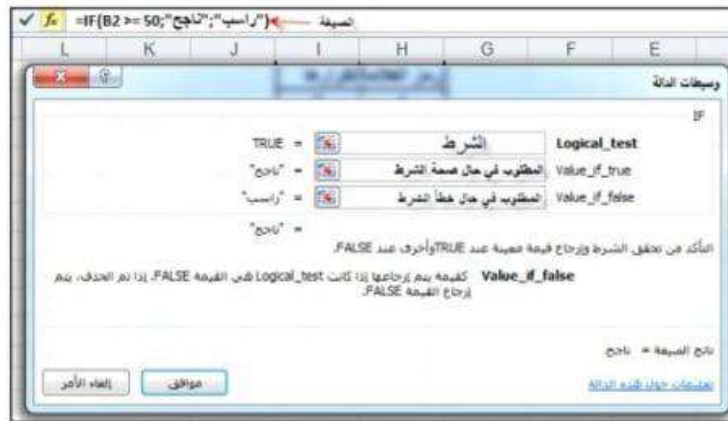 =IF(B2 >= 50;"ناجح";"راسب") الصيغة
L K J I H G F E
وسيطات الدالة
IF
Logical_test الشرط = TRUE
Value_if_true المطلوب في حال صحة الشرط = "ناجح"
Value_if_false المطلوب في حال خطأ الشرط = "راسب"
= "ناجح"
التأكد من تحقق الشرط وإرجاع قيمة معينة عند TRUE وأخرى عند FALSE.
Value_if_false كقيمة يتم إرجاعها إذا كانت Logical_test هي القيمة FALSE. إذا تم الحذف، يتم
إرجاع القيمة FALSE.
ناتج الصيغة = ناجح
تعليمات حول هذه الدالة
موافق إلغاء الأمر